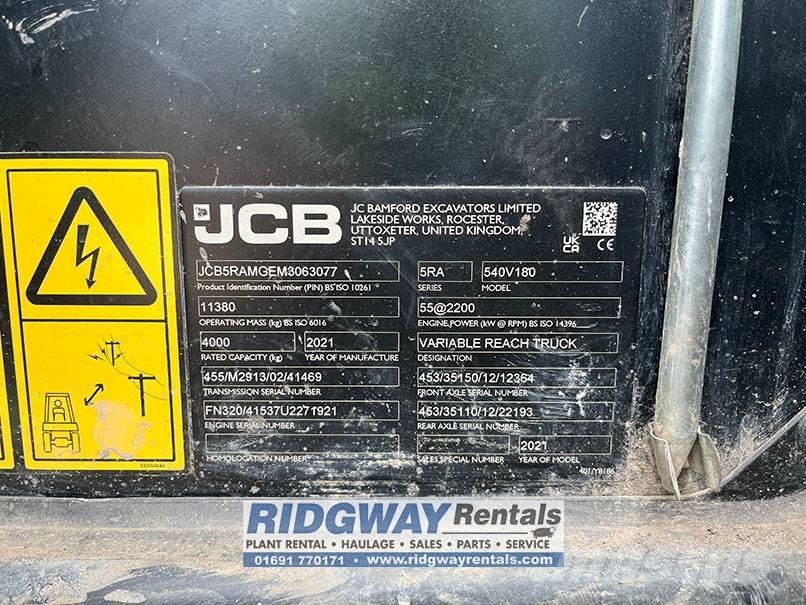 JCB
JC BAMFORD EXCAVATORS LIMITED
LAKESIDE WORKS, ROCESTER,
UTTOXETER, UNITED KINGDOM,
ST14 5JP
UK
CA CE
JCB5RAMGEM3063077 5RA 540V180
Product Identification Number (PIN) BS ISO 10261 SERIES MODEL
11380 55@2200
OPERATING MASS (kg) BS ISO 6016 ENGINE POWER (kW @ RPM) BS ISO 14396
4000 2021 VARIABLE REACH TRUCK
RATED CAPACITY (kg) YEAR OF MANUFACTURE DESIGNATION
455/M2913/02/41469 453/35150/12/12364
TRANSMISSION SERIAL NUMBER FRONT AXLE SERIAL NUMBER
FN320/41537U2271921 453/35110/12/22193
ENGINE SERIAL NUMBER REAR AXLE SERIAL NUMBER
2021
HOMOLOGATION NUMBER SALES SPECIAL NUMBER YEAR OF MODEL
401/Y8186
RIDGWAY Rentals
PLANT RENTAL • HAULAGE • SALES • PARTS • SERVICE
01691 770171 • www.ridgwayrentals.com